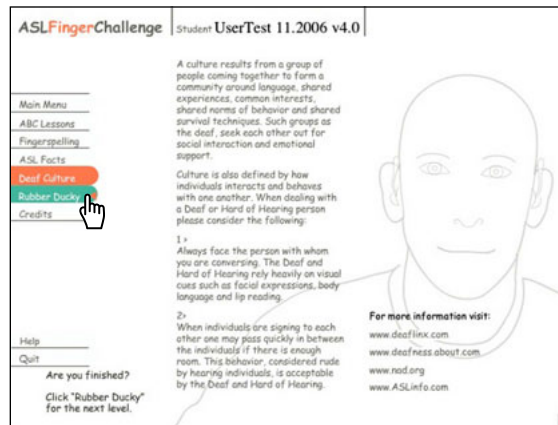 ASLFingerChallenge
Student UserTest 11.2006 v4.0
Main Menu
ABC Lessons
Fingerspelling
ASL Facts
Deaf Culture
Rubber Ducky
Credits
Help
Quit
Are you finished?
Click "Rubber Ducky"
for the next level.
A culture results from a group of
people coming together to form a
community around language, shared
experiences, common interests,
shared norms of behavior and shared
survival techniques. Such groups as
the deaf, seek each other out for
social interaction and emotional
support.
Culture is also defined by how
individuals interacts and behaves
with one another. When dealing with
a Deaf or Hard of Hearing person
please consider the following:
1>
Always face the person with whom
you are conversing. The Deaf and
Hard of Hearing rely heavily on visual
cues such as facial expressions, body
language and lip reading.
2>
When individuals are signing to each
other one may pass quickly in between
the individuals if there is enough
room. This behavior, considered rude
by hearing individuals, is acceptable
by the Deaf and Hard of Hearing.
For more information visit:
www.deaflinx.com
www.deafness.about.com
www.nad.org
www.ASLinfo.com